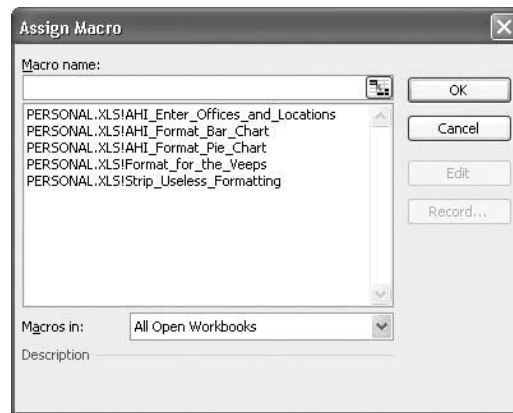 Assign Macro
Macro name:
OK
PERSONAL.XLS!AHI_Enter_Offices_and_Locations
PERSONAL.XLS!AHI_Format_Bar_Chart
PERSONAL.XLS!AHI_Format_Pie_Chart
PERSONAL.XLS!Format_for_the_Veeps
PERSONAL.XLS!Strip_Useless_Formatting
Cancel
Edit
Record...
Macros in: All Open Workbooks
Description